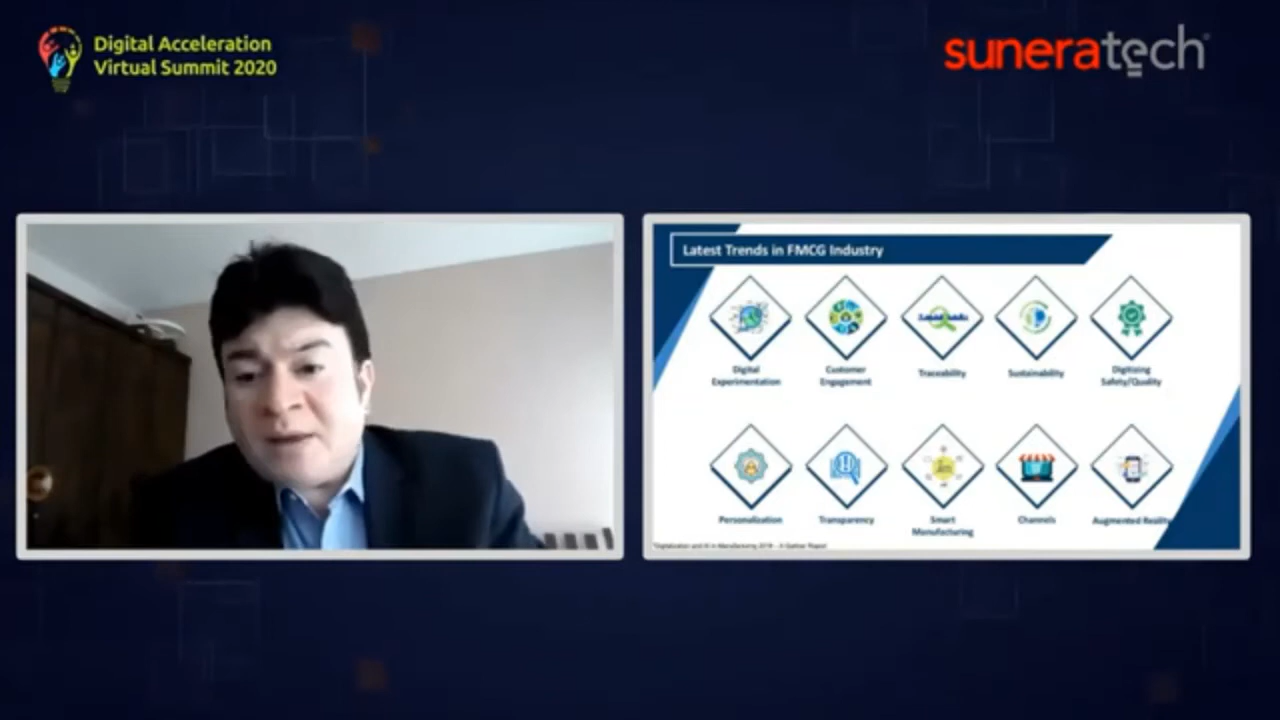 Digital Acceleration
Virtual Summit 2020
suneratech
Latest Trends in FMCG Industry
Digital
Experimentation
Customer
Engagement
Traceability
Sustainability
Digitizing
Safety/Quality
Personalization
Transparency
Smart
Manufacturing
Channels
Augmented Reality